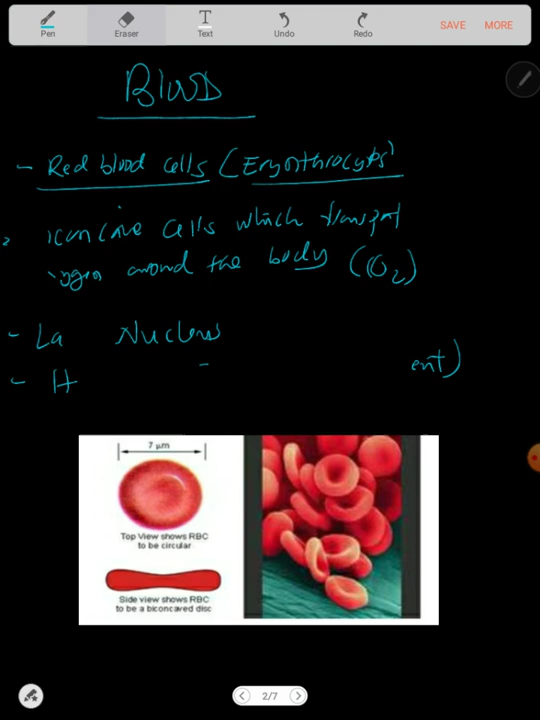 Pen
Eraser
Text
Undo
Redo
SAVE
MORE
Blood
- Red blood cells (Erythrocytes)
cells which transport
around the body (O2)
- La Nucleus
- H ent)
7 µm
Top View shows RBC
to be circular
Side view shows RBC
to be a biconcaved disc
2/7